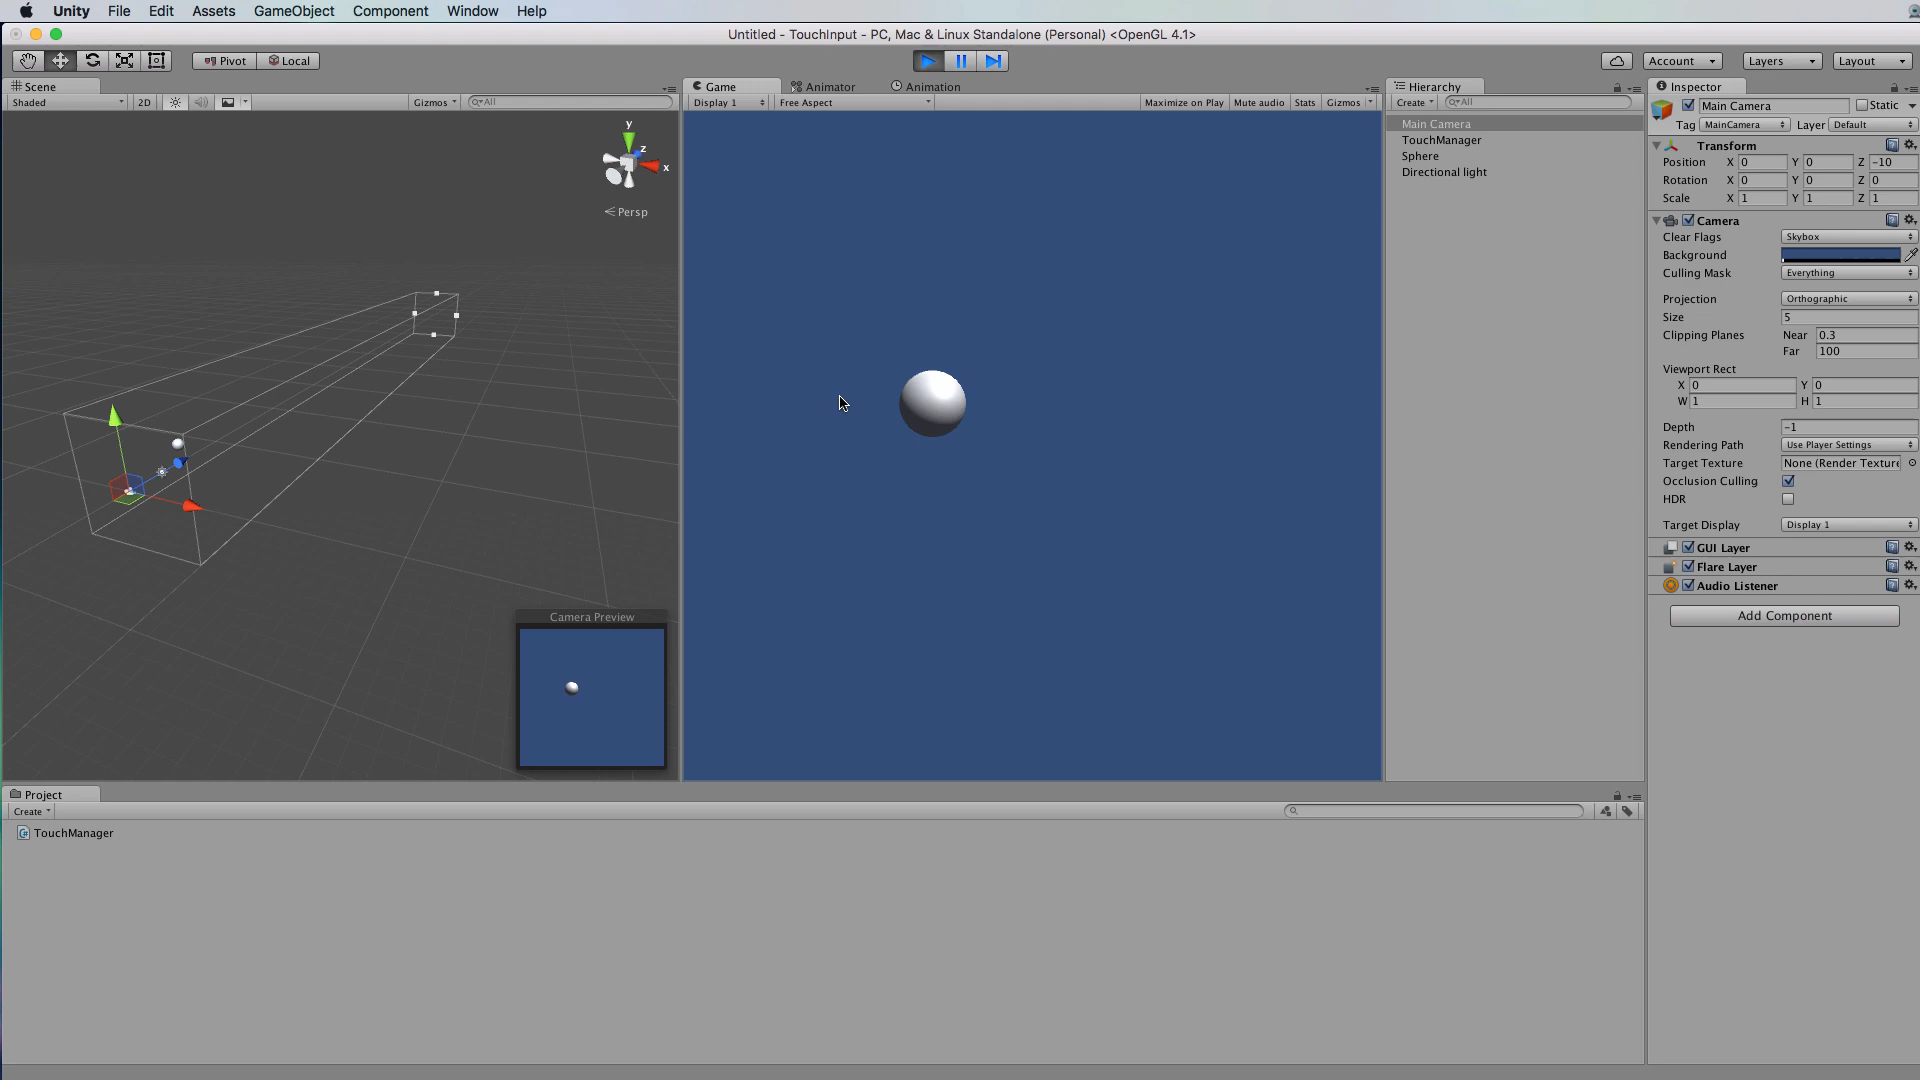 Unity File Edit Assets GameObject Component Window Help
Untitled - TouchInput - PC, Mac & Linux Standalone (Personal) <OpenGL 4.1>
Pivot Local Account Layers Layout
Scene
Shaded 2D Gizmos All
y
z
x
Persp
Camera Preview
Game Animator Animation
Display 1 Free Aspect Maximize on Play Mute audio Stats Gizmos
Hierarchy
Create All
Main Camera
TouchManager
Sphere
Directional light
Inspector
Main Camera Static
Tag MainCamera Layer Default
Transform
Position X 0 Y 0 Z -10
Rotation X 0 Y 0 Z 0
Scale X 1 Y 1 Z 1
Camera
Clear Flags Skybox
Background
Culling Mask Everything
Projection Orthographic
Size 5
Clipping Planes Near 0.3
Far 100
Viewport Rect
X 0 Y 0
W 1 H 1
Depth -1
Rendering Path Use Player Settings
Target Texture None (Render Texture
Occlusion Culling
HDR
Target Display Display 1
GUI Layer
Flare Layer
Audio Listener
Add Component
Project
Create
TouchManager